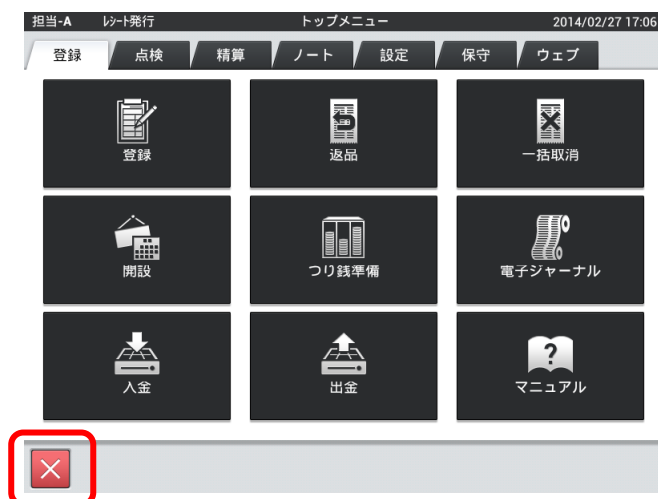 担当-A レシート発行 トップメニュー 2014/02/27 17:06
登録 点検 精算 ノート 設定 保守 ウェブ
登録 返品 一括取消
開設 つり銭準備 電子ジャーナル
?
入金 出金 マニュアル